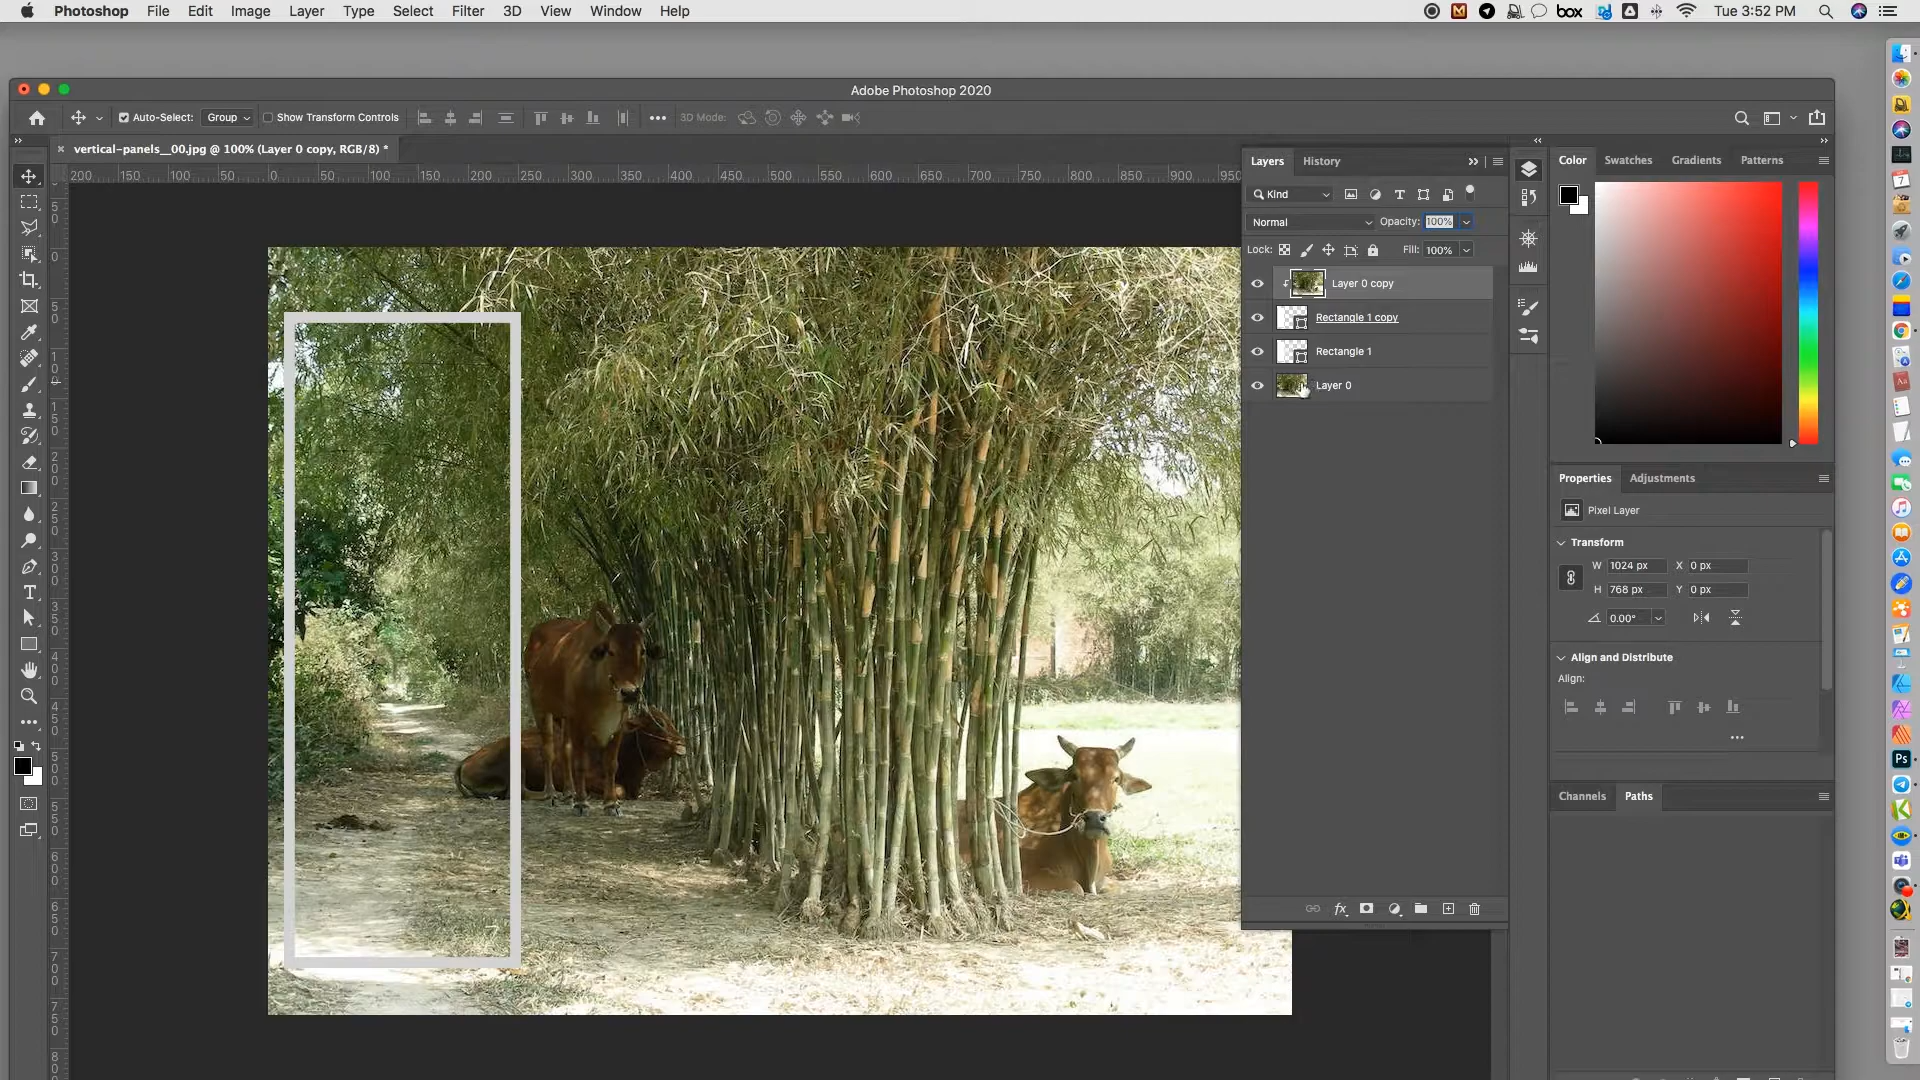 Photoshop File Edit Image Layer Type Select Filter 3D View Window Help box Tue 3:52 PM
Adobe Photoshop 2020
Auto-Select: Group Show Transform Controls 3D Mode:
vertical-panels__00.jpg @ 100% (Layer 0 copy, RGB/8) *
200 150 100 50 0 50 100 150 200 250 300 350 400 450 500 550 600 650 700 750 800 850 900 950
Layers History
Kind
Normal Opacity: 100%
Lock: Fill: 100%
Layer 0 copy
Rectangle 1 copy
Rectangle 1
Layer 0
fx
Color Swatches Gradients Patterns
Properties Adjustments
Pixel Layer
Transform
W 1024 px X 0 px
H 768 px Y 0 px
0.00°
Align and Distribute
Align:
Channels Paths
Ps